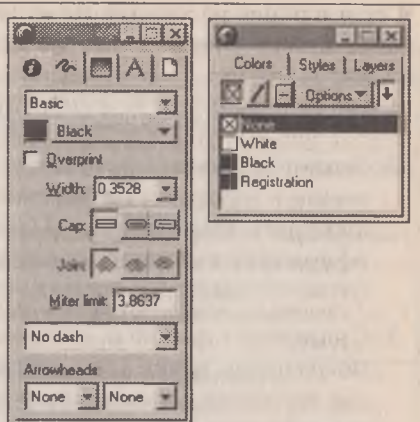 Basic
Black
Overprint
Width: 0.3528
Cap:
Join:
Miter limit: 3,8637
No dash
Arrowheads
None None
Colors Styles Layers
Options
None
White
Black
Registration